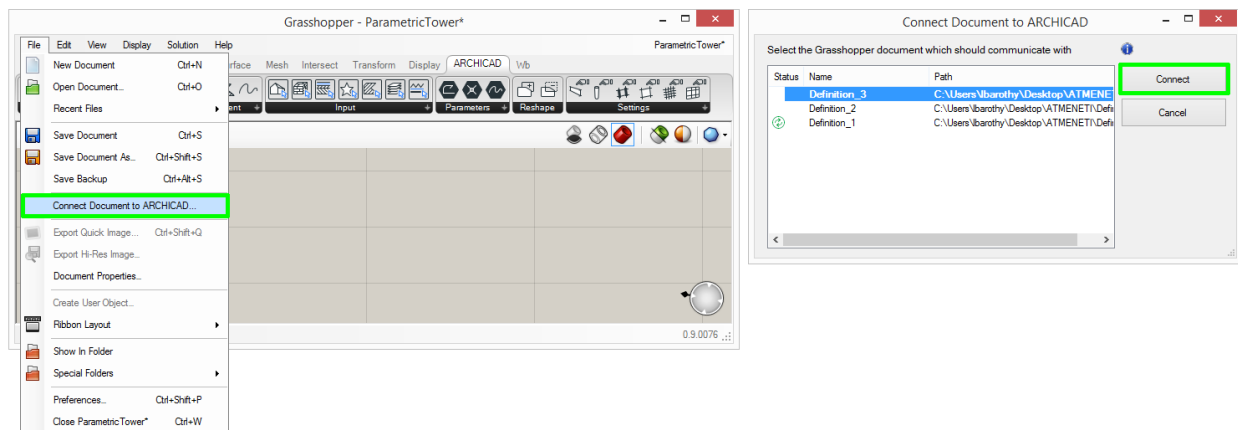 Grasshopper - ParametricTower*
File Edit View Display Solution Help
ParametricTower*
rface Mesh Intersect Transform Display ARCHICAD Wb
ent Input Parameters Reshape Settings
New Document Ctrl+N
Open Document... Ctrl+O
Recent Files
Save Document Ctrl+S
Save Document As... Ctrl+Shift+S
Save Backup Ctrl+Alt+S
Connect Document to ARCHICAD...
Export Quick Image... Ctrl+Shift+Q
Export Hi-Res Image...
Document Properties...
Create User Object...
Ribbon Layout
Show In Folder
Special Folders
Preferences... Ctrl+Shift+P
Close ParametricTower* Ctrl+W
0.9.0076
Connect Document to ARCHICAD
Select the Grasshopper document which should communicate with
Status Name Path
Definition_3 C:\Users\lbarothy\Desktop\ATMENET
Definition_2 C:\Users\lbarothy\Desktop\ATMENETI\Defi
Definition_1 C:\Users\lbarothy\Desktop\ATMENETI\Defi
Connect
Cancel